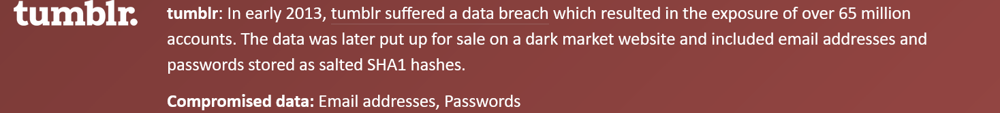 tumblr.
tumblr: In early 2013, tumblr suffered a data breach which resulted in the exposure of over 65 million
accounts. The data was later put up for sale on a dark market website and included email addresses and
passwords stored as salted SHA1 hashes.
Compromised data: Email addresses, Passwords